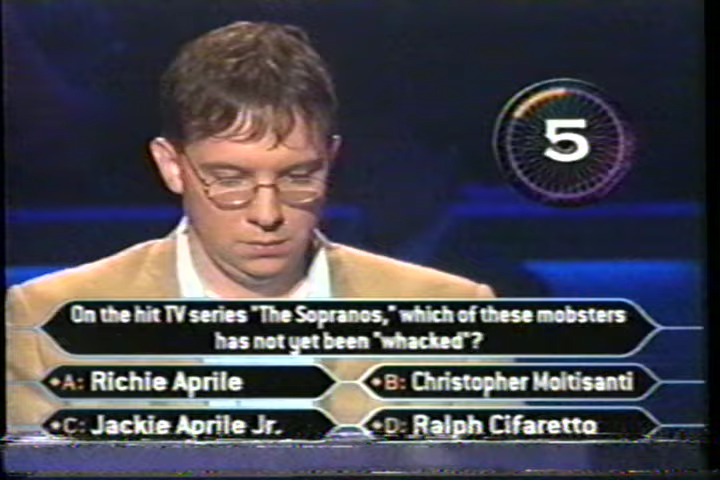 5
On the hit TV series "The Sopranos," which of these mobsters
has not yet been "whacked"?
A: Richie Aprile
B: Christopher Moltisanti
C: Jackie Aprile Jr.
D: Ralph Cifaretto